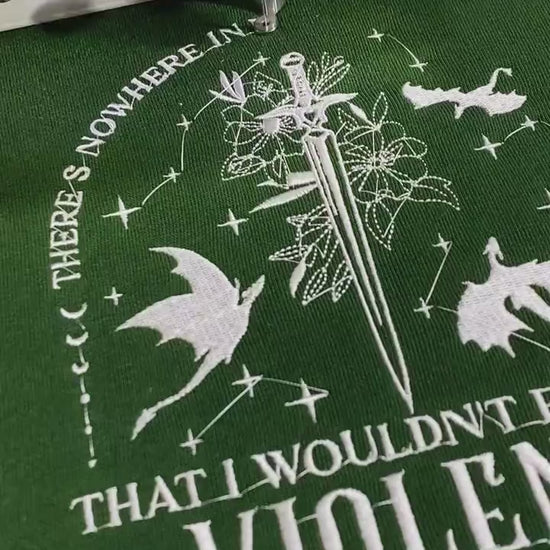 THERE'S NOWHERE IN
THAT I WOULDN'T